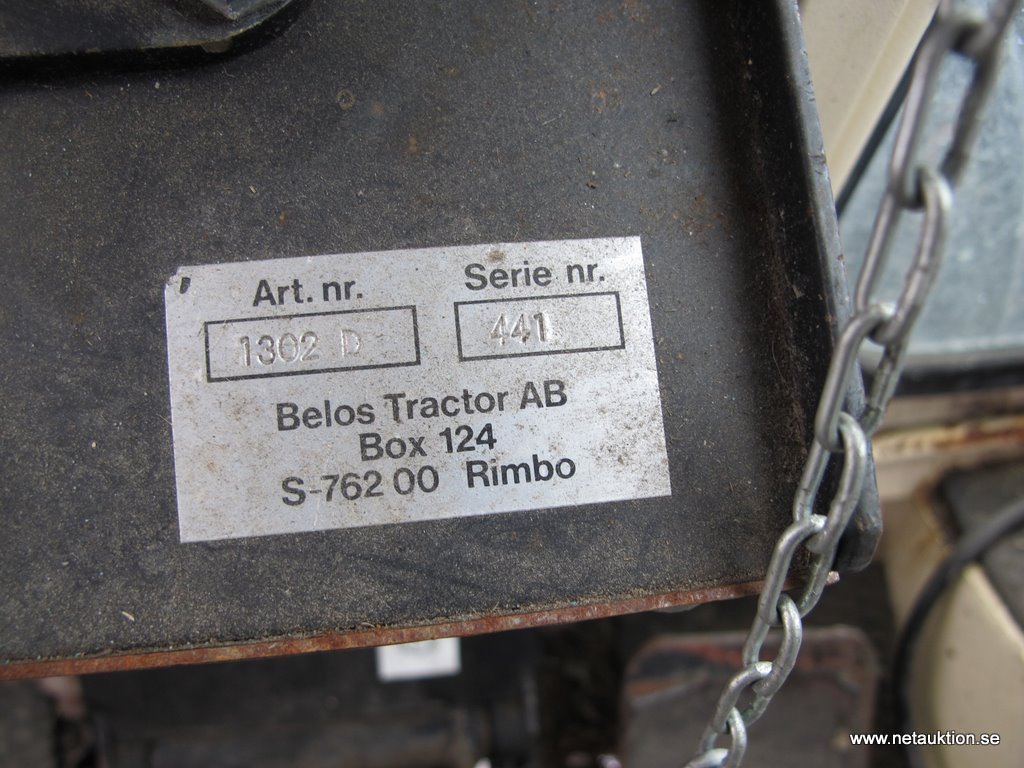 Art. nr. Serie nr.
1302 D 441
Belos Tractor AB
Box 124
S-762 00 Rimbo
www.netauktion.se